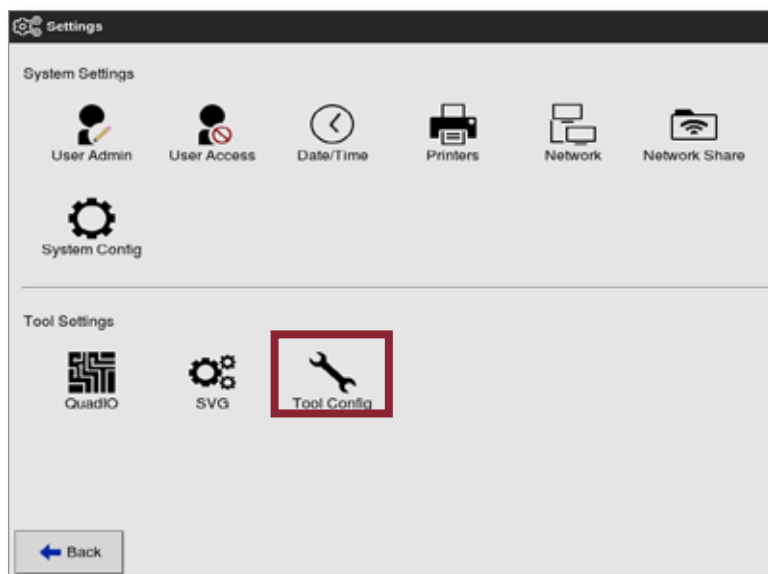 Settings
System Settings
User Admin User Access Date/Time Printers Network Network Share
System Config
Tool Settings
QuadIO SVG Tool Config
Back